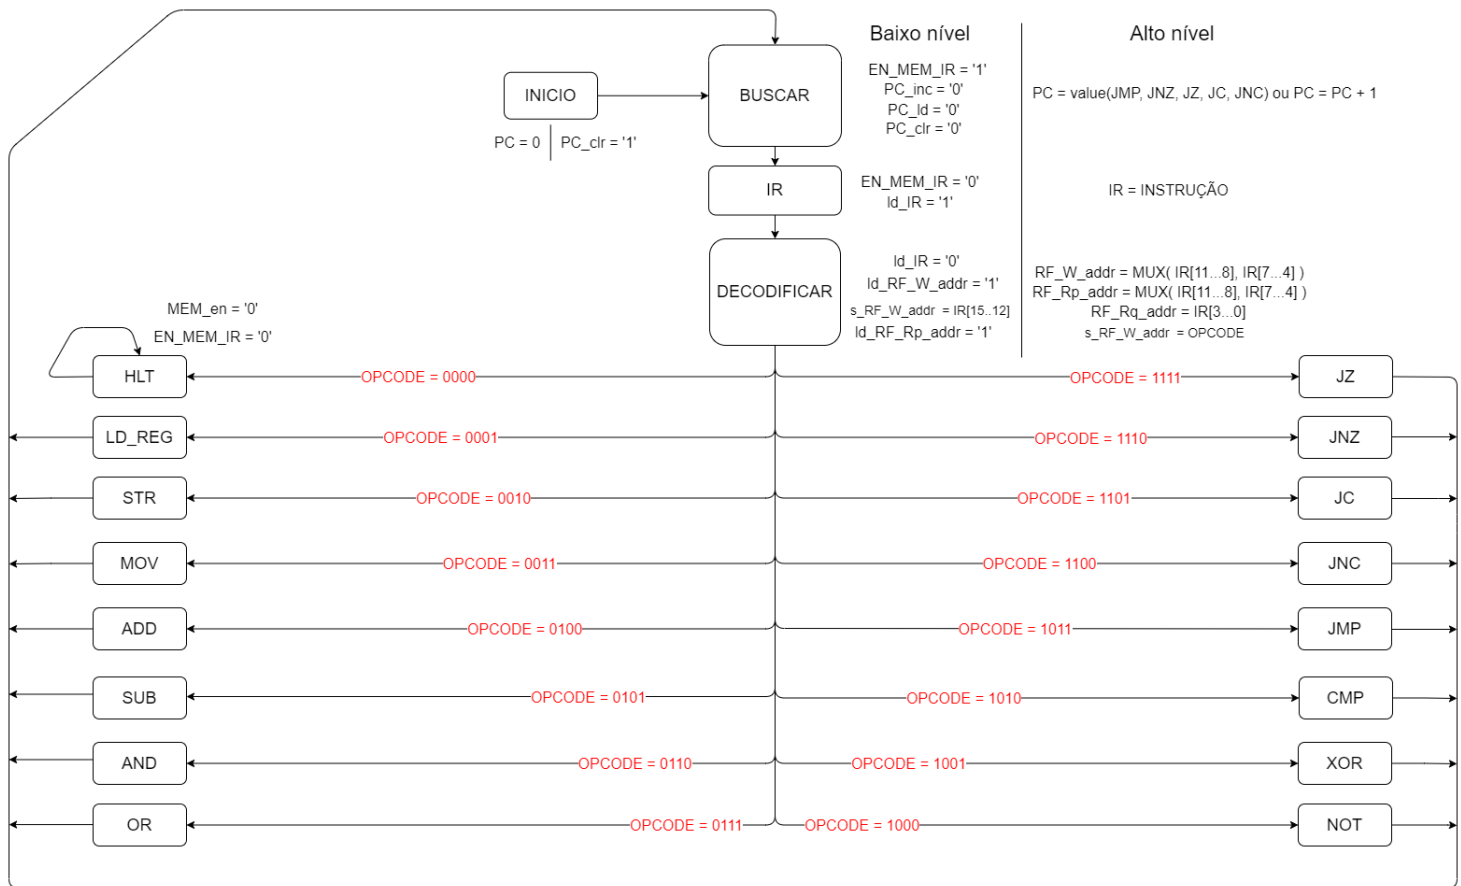 Baixo nível
Alto nível
INICIO
BUSCAR
EN_MEM_IR = '1'
PC_inc = '0'
PC_ld = '0'
PC_clr = '0'
PC = value(JMP, JNZ, JZ, JC, JNC) ou PC = PC + 1
PC = 0
PC_clr = '1'
IR
EN_MEM_IR = '0'
ld_IR = '1'
IR = INSTRUÇÃO
DECODIFICAR
ld_IR = '0'
ld_RF_W_addr = '1'
s_RF_W_addr = IR[15..12]
ld_RF_Rp_addr = '1'
RF_W_addr = MUX( IR[11...8], IR[7...4] )
RF_Rp_addr = MUX( IR[11...8], IR[7...4] )
RF_Rq_addr = IR[3...0]
s_RF_W_addr = OPCODE
MEM_en = '0'
EN_MEM_IR = '0'
HLT
OPCODE = 0000
OPCODE = 1111
JZ
LD_REG
OPCODE = 0001
OPCODE = 1110
JNZ
STR
OPCODE = 0010
OPCODE = 1101
JC
MOV
OPCODE = 0011
OPCODE = 1100
JNC
ADD
OPCODE = 0100
OPCODE = 1011
JMP
SUB
OPCODE = 0101
OPCODE = 1010
CMP
AND
OPCODE = 0110
OPCODE = 1001
XOR
OR
OPCODE = 0111
OPCODE = 1000
NOT